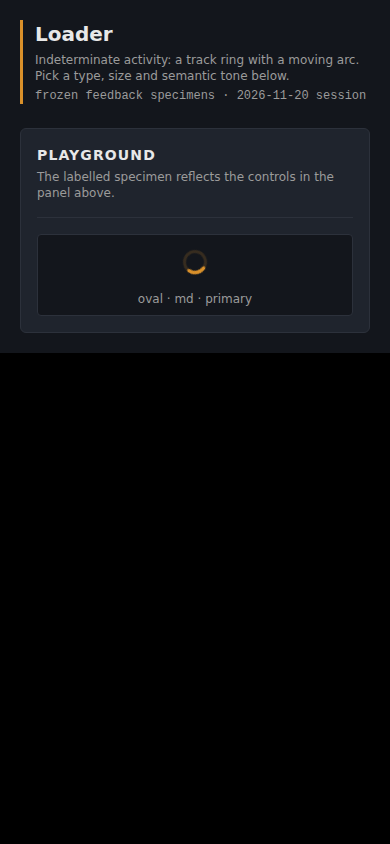 Loader
Indeterminate activity: a track ring with a moving arc.
Pick a type, size and semantic tone below.
frozen feedback specimens · 2026-11-20 session
PLAYGROUND
The labelled specimen reflects the controls in the
panel above.
oval · md · primary